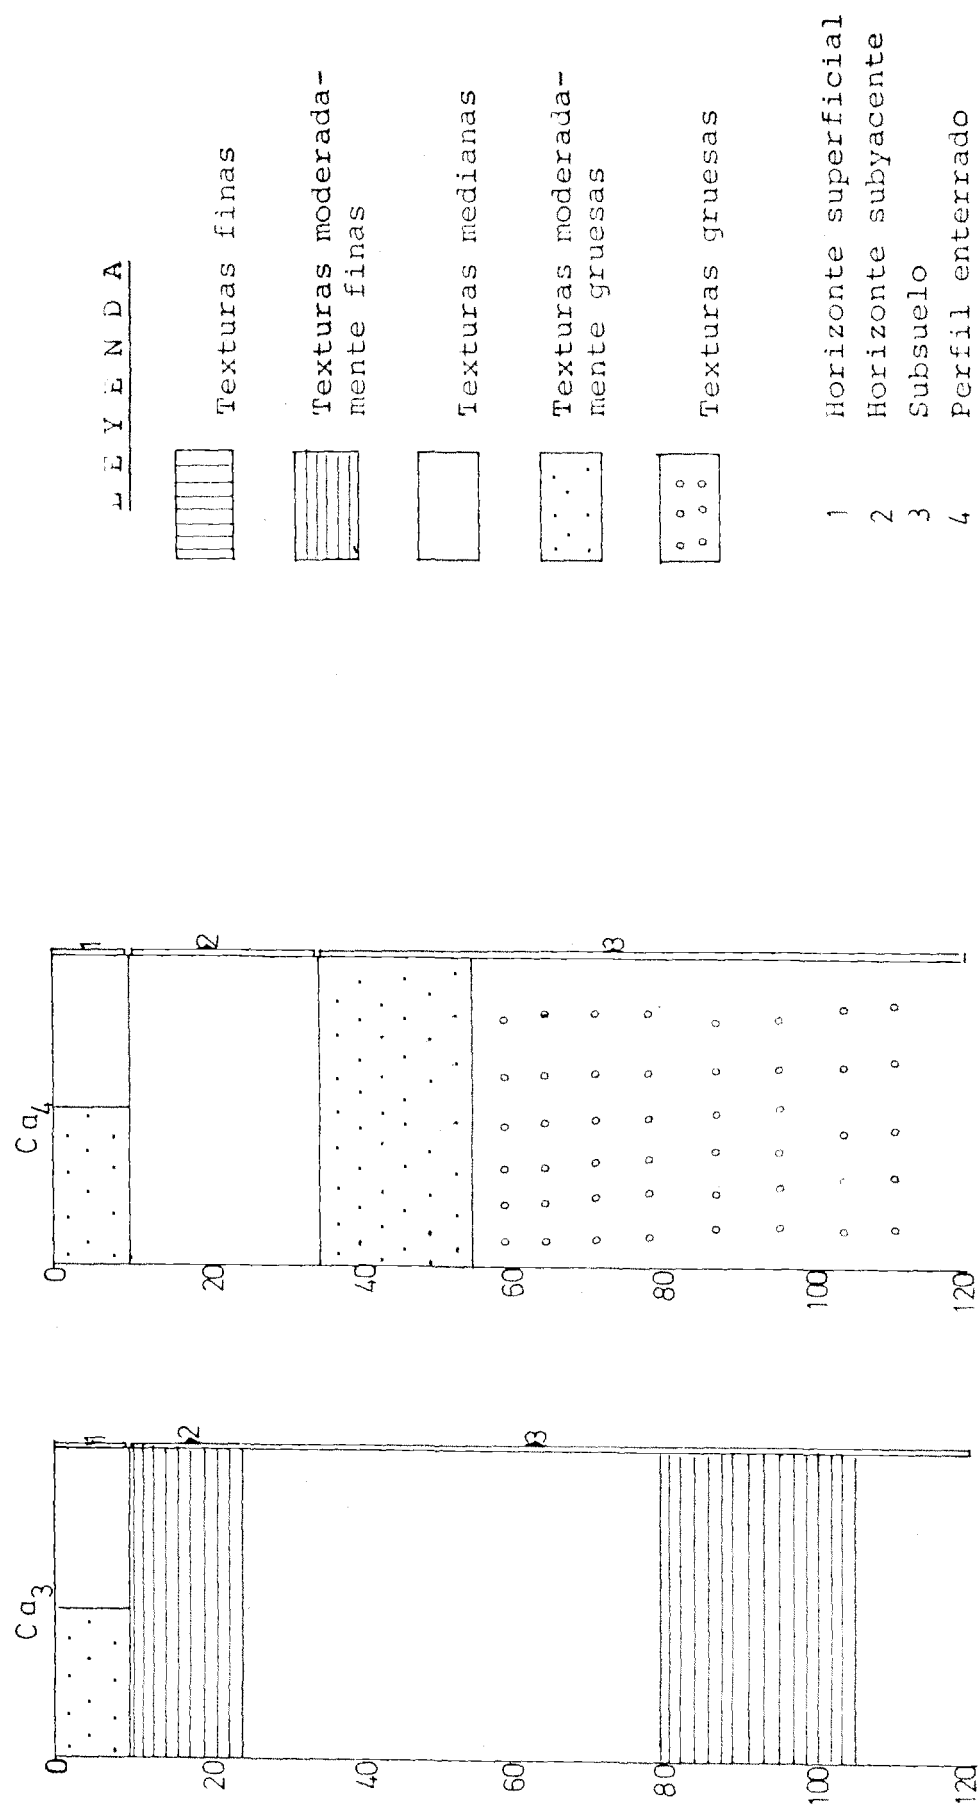 LEYENDA
Texturas finas
Texturas moderada-
mente finas
Texturas medianas
Texturas moderada-
mente gruesas
Texturas gruesas
1 Horizonte superficial
2 Horizonte subyacente
3 Subsuelo
4 Perfil enterrado
Ca3
0
20
40
60
80
100
120
1
2
3
Ca4
0
20
40
60
80
100
120
1
2
3